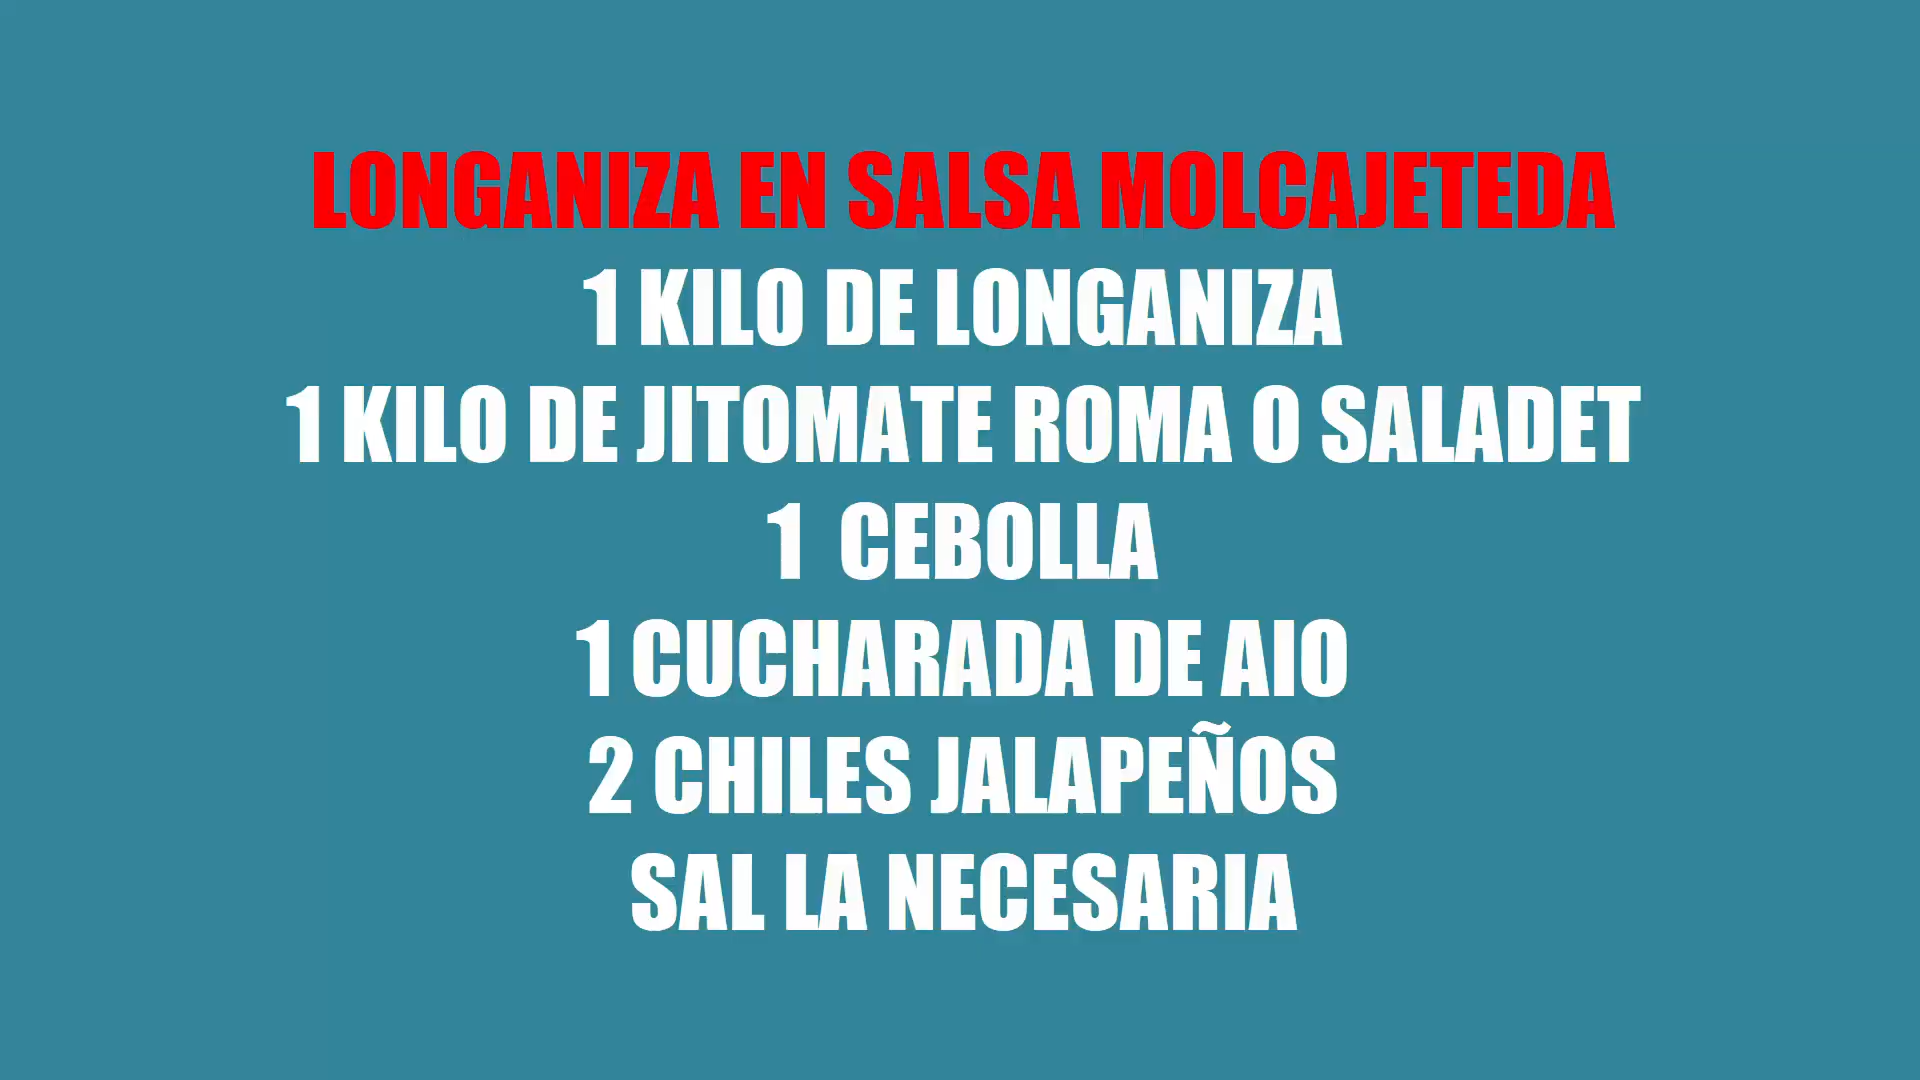 LONGANIZA EN SALSA MOLCAJETEDA
1 KILO DE LONGANIZA
1 KILO DE JITOMATE ROMA O SALADET
1 CEBOLLA
1 CUCHARADA DE AIO
2 CHILES JALAPEÑOS
SAL LA NECESARIA